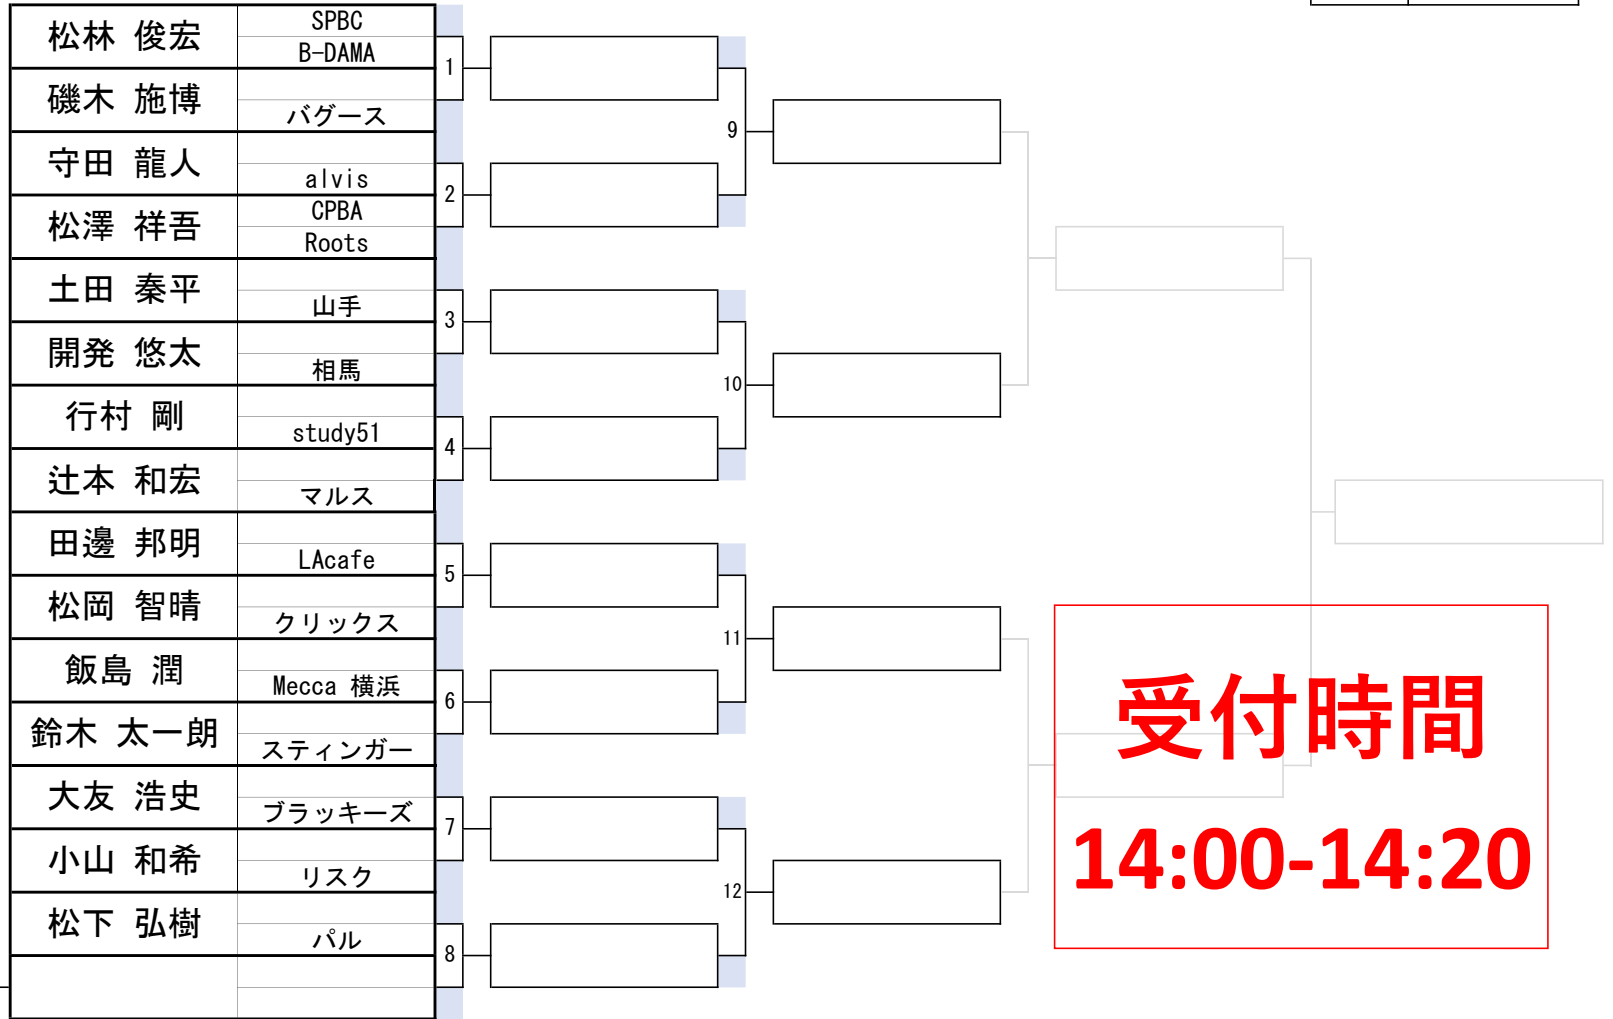 松林 俊宏
SPBC
B-DAMA
1
磯木 施博
バグース
9
守田 龍人
alvis
2
松澤 祥吾
CPBA
Roots
土田 秦平
山手
3
開発 悠太
相馬
10
行村 剛
study51
4
辻本 和宏
マルス
田邊 邦明
LAcafe
5
松岡 智晴
クリックス
11
飯島 潤
Mecca 横浜
6
鈴木 太一朗
スティンガー
大友 浩史
ブラッキーズ
7
小山 和希
リスク
12
松下 弘樹
パル
8
受付時間
14:00-14:20